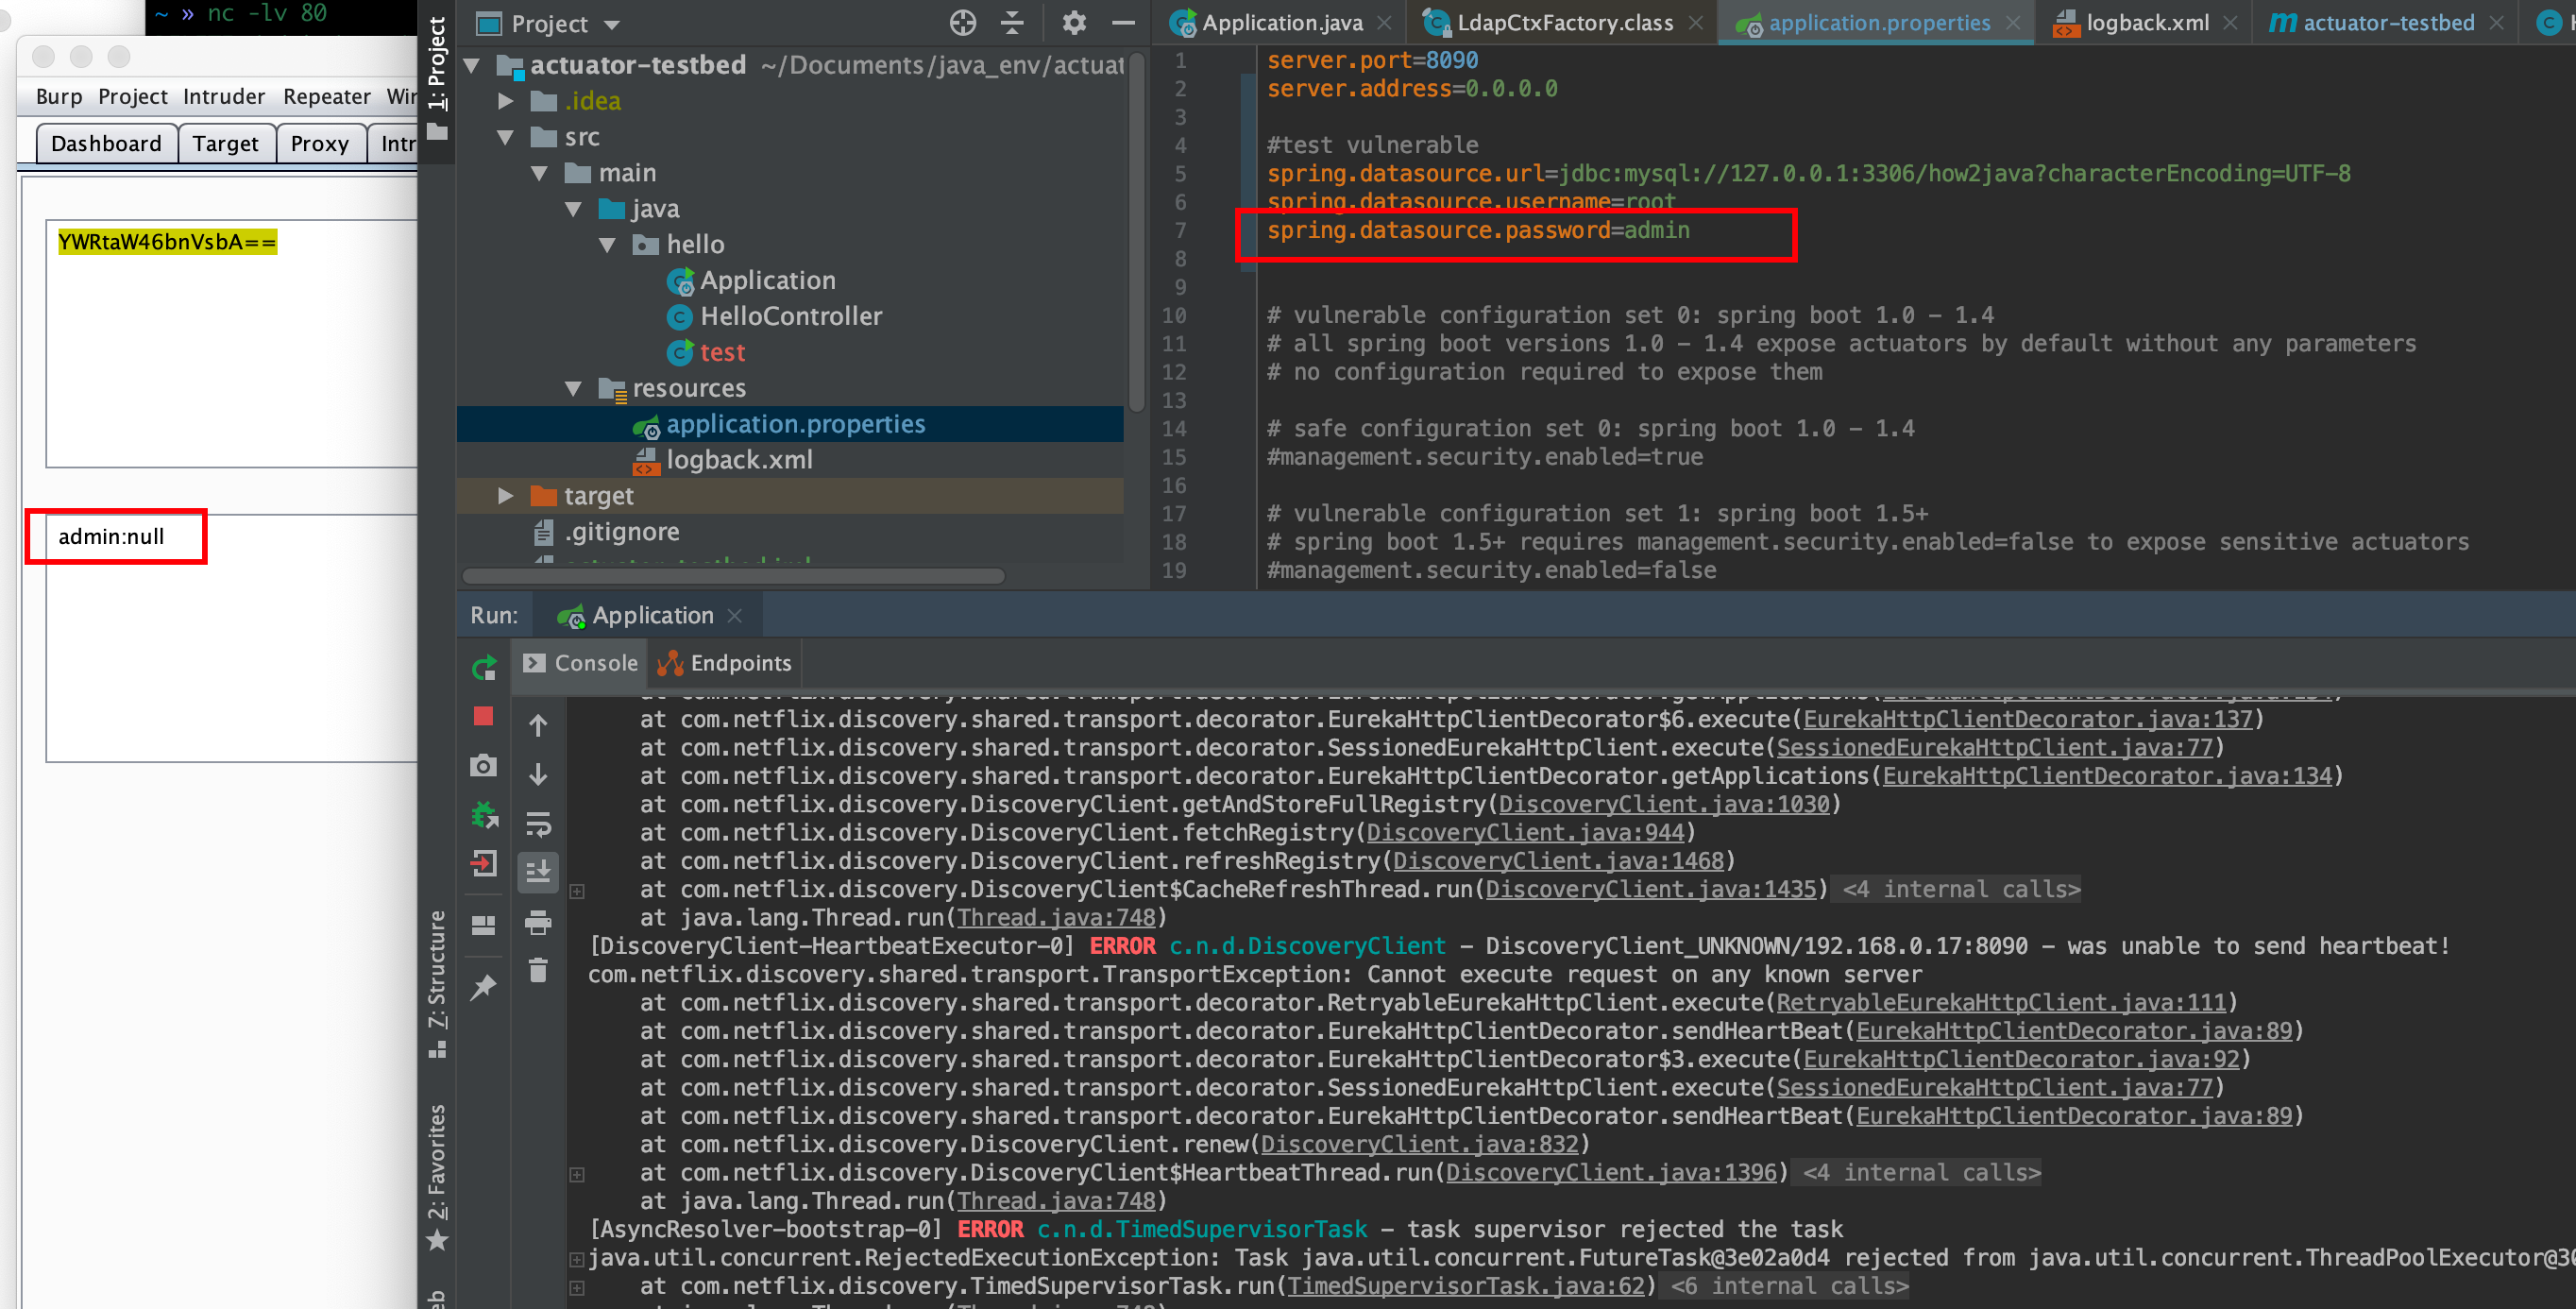 ~ » nc -lv 80
Burp Project Intruder Repeater
Dashboard Target Proxy
YWRtaW46bnVsbA==
admin:null
1: Project
7: Structure
2: Favorites
Project
actuator-testbed ~/Documents/java_env/actuat
.idea
src
main
java
hello
Application
HelloController
test
resources
application.properties
logback.xml
target
.gitignore
Application.java LdapCtxFactory.class application.properties logback.xml actuator-testbed
1 server.port=8090
2 server.address=0.0.0.0
3
4 #test vulnerable
5 spring.datasource.url=jdbc:mysql://127.0.0.1:3306/how2java?characterEncoding=UTF-8
6 spring.datasource.username=root
7 spring.datasource.password=admin
8
9
10 # vulnerable configuration set 0: spring boot 1.0 - 1.4
11 # all spring boot versions 1.0 - 1.4 expose actuators by default without any parameters
12 # no configuration required to expose them
13
14 # safe configuration set 0: spring boot 1.0 - 1.4
15 #management.security.enabled=true
16
17 # vulnerable configuration set 1: spring boot 1.5+
18 # spring boot 1.5+ requires management.security.enabled=false to expose sensitive actuators
19 #management.security.enabled=false
Run: Application
Console Endpoints
at com.netflix.discovery.shared.transport.decorator.EurekaHttpClientDecorator$6.execute(EurekaHttpClientDecorator.java:137)
at com.netflix.discovery.shared.transport.decorator.SessionedEurekaHttpClient.execute(SessionedEurekaHttpClient.java:77)
at com.netflix.discovery.shared.transport.decorator.EurekaHttpClientDecorator.getApplications(EurekaHttpClientDecorator.java:134)
at com.netflix.discovery.DiscoveryClient.getAndStoreFullRegistry(DiscoveryClient.java:1030)
at com.netflix.discovery.DiscoveryClient.fetchRegistry(DiscoveryClient.java:944)
at com.netflix.discovery.DiscoveryClient.refreshRegistry(DiscoveryClient.java:1468)
at com.netflix.discovery.DiscoveryClient$CacheRefreshThread.run(DiscoveryClient.java:1435) <4 internal calls>
at java.lang.Thread.run(Thread.java:748)
[DiscoveryClient-HeartbeatExecutor-0] ERROR c.n.d.DiscoveryClient - DiscoveryClient_UNKNOWN/192.168.0.17:8090 - was unable to send heartbeat!
com.netflix.discovery.shared.transport.TransportException: Cannot execute request on any known server
at com.netflix.discovery.shared.transport.decorator.RetryableEurekaHttpClient.execute(RetryableEurekaHttpClient.java:111)
at com.netflix.discovery.shared.transport.decorator.EurekaHttpClientDecorator.sendHeartBeat(EurekaHttpClientDecorator.java:89)
at com.netflix.discovery.shared.transport.decorator.EurekaHttpClientDecorator$3.execute(EurekaHttpClientDecorator.java:92)
at com.netflix.discovery.shared.transport.decorator.SessionedEurekaHttpClient.execute(SessionedEurekaHttpClient.java:77)
at com.netflix.discovery.shared.transport.decorator.EurekaHttpClientDecorator.sendHeartBeat(EurekaHttpClientDecorator.java:89)
at com.netflix.discovery.DiscoveryClient.renew(DiscoveryClient.java:832)
at com.netflix.discovery.DiscoveryClient$HeartbeatThread.run(DiscoveryClient.java:1396) <4 internal calls>
at java.lang.Thread.run(Thread.java:748)
[AsyncResolver-bootstrap-0] ERROR c.n.d.TimedSupervisorTask - task supervisor rejected the task
java.util.concurrent.RejectedExecutionException: Task java.util.concurrent.FutureTask@3e02a0d4 rejected from java.util.concurrent.ThreadPoolExecutor@30
at com.netflix.discovery.TimedSupervisorTask.run(TimedSupervisorTask.java:62) <6 internal calls>